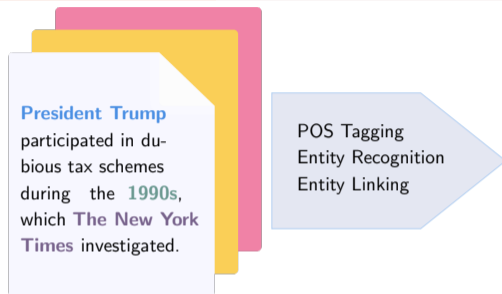 President Trump
participated in du-
bious tax schemes
during the 1990s,
which The New York
Times investigated.
POS Tagging
Entity Recognition
Entity Linking